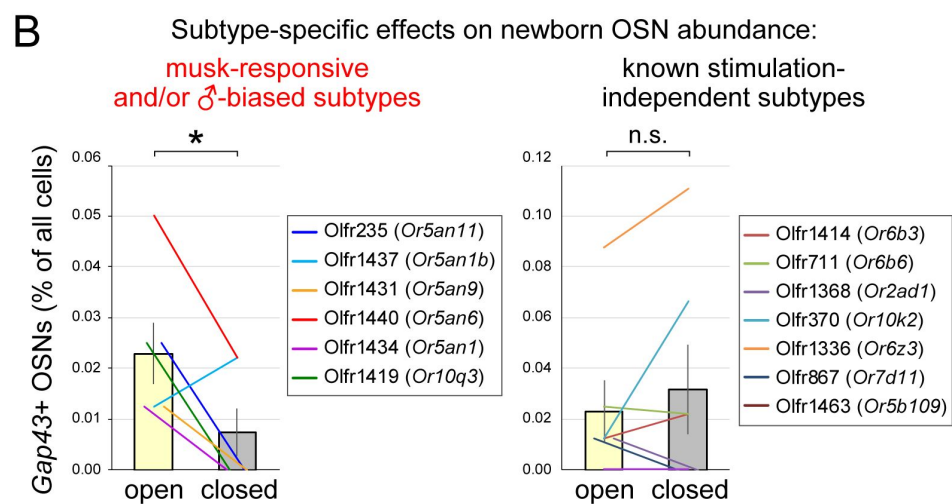 B
Subtype-specific effects on newborn OSN abundance:
musk-responsive
and/or ♂-biased subtypes
known stimulation-
independent subtypes
Gap43+ OSNs (% of all cells)
*
0.06
0.05
0.04
0.03
0.02
0.01
0.00
open closed
Olfr235 (Or5an11)
Olfr1437 (Or5an1b)
Olfr1431 (Or5an9)
Olfr1440 (Or5an6)
Olfr1434 (Or5an1)
Olfr1419 (Or10q3)
n.s.
0.12
0.10
0.08
0.06
0.04
0.02
0.00
open closed
Olfr1414 (Or6b3)
Olfr711 (Or6b6)
Olfr1368 (Or2ad1)
Olfr370 (Or10k2)
Olfr1336 (Or6z3)
Olfr867 (Or7d11)
Olfr1463 (Or5b109)